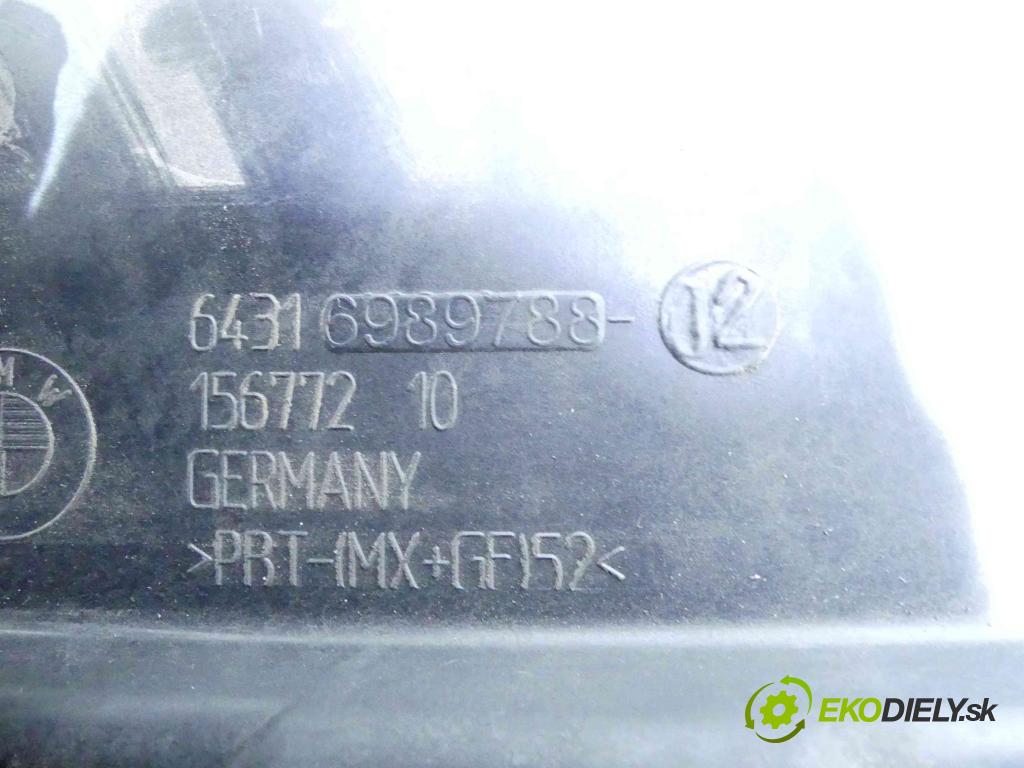 6431 6989788- 12
156772 10
M
GERMANY
>PBT-(MX+GF)52<
EKODIELY.sk